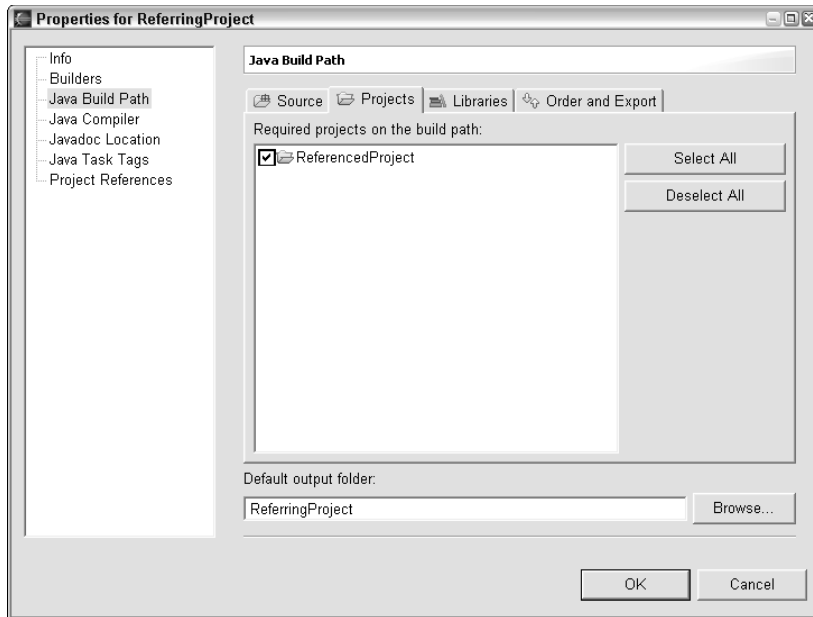 Properties for ReferringProject
Info
Builders
Java Build Path
Java Compiler
Javadoc Location
Java Task Tags
Project References
Java Build Path
Source Projects Libraries Order and Export
Required projects on the build path:
ReferencedProject
Select All
Deselect All
Default output folder:
ReferringProject
Browse...
OK Cancel